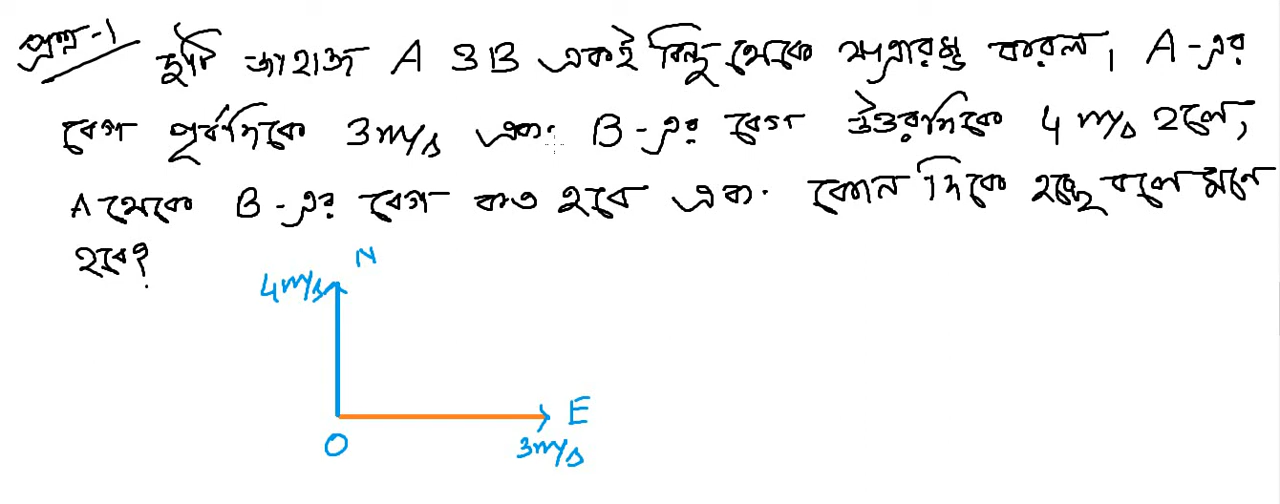 প্রশ্ন-১ দুটি জাহাজ A ও B একই বিন্দু থেকে যাত্রারম্ভ করল। A-এর
বেগ পূর্বদিকে 3m/s এবং B-এর বেগ উত্তরদিকে 4 m/s হলে,
A থেকে B-এর বেগ কত হবে এবং কোন দিকে হচ্ছে বলে মনে
হবে?
N
4m/s
E
O
3m/s